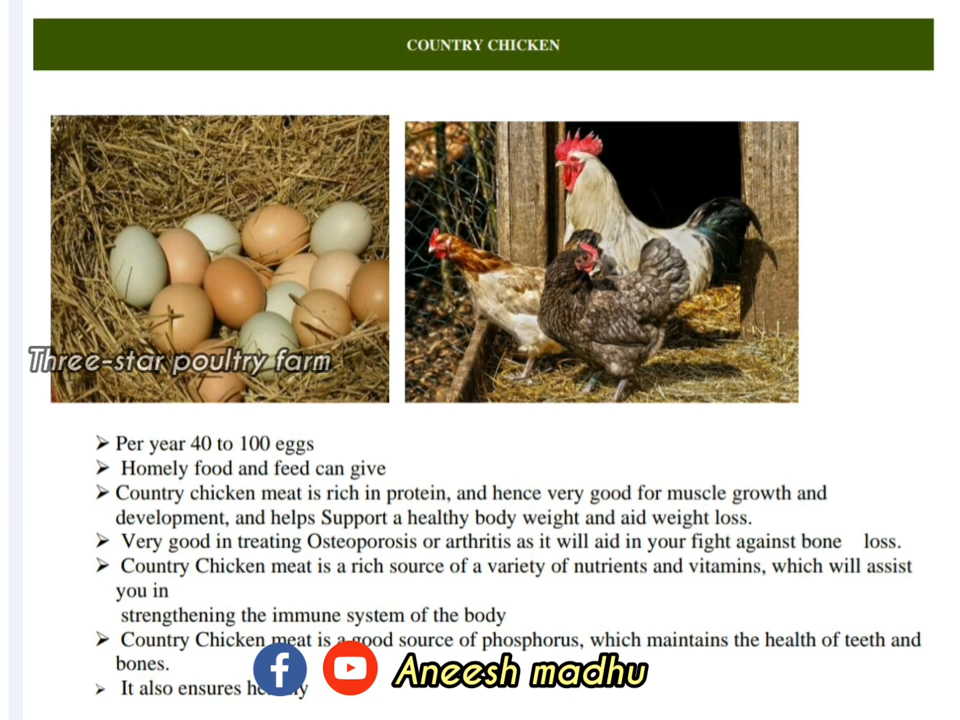 COUNTRY CHICKEN
Three-star poultry farm
➢ Per year 40 to 100 eggs
➢ Homely food and feed can give
➢ Country chicken meat is rich in protein, and hence very good for muscle growth and
development, and helps Support a healthy body weight and aid weight loss.
➢ Very good in treating Osteoporosis or arthritis as it will aid in your fight against bone loss.
➢ Country Chicken meat is a rich source of a variety of nutrients and vitamins, which will assist
you in
strengthening the immune system of the body
➢ Country Chicken meat is a good source of phosphorus, which maintains the health of teeth and
bones.
➢ It also ensures
Aneesh madhu